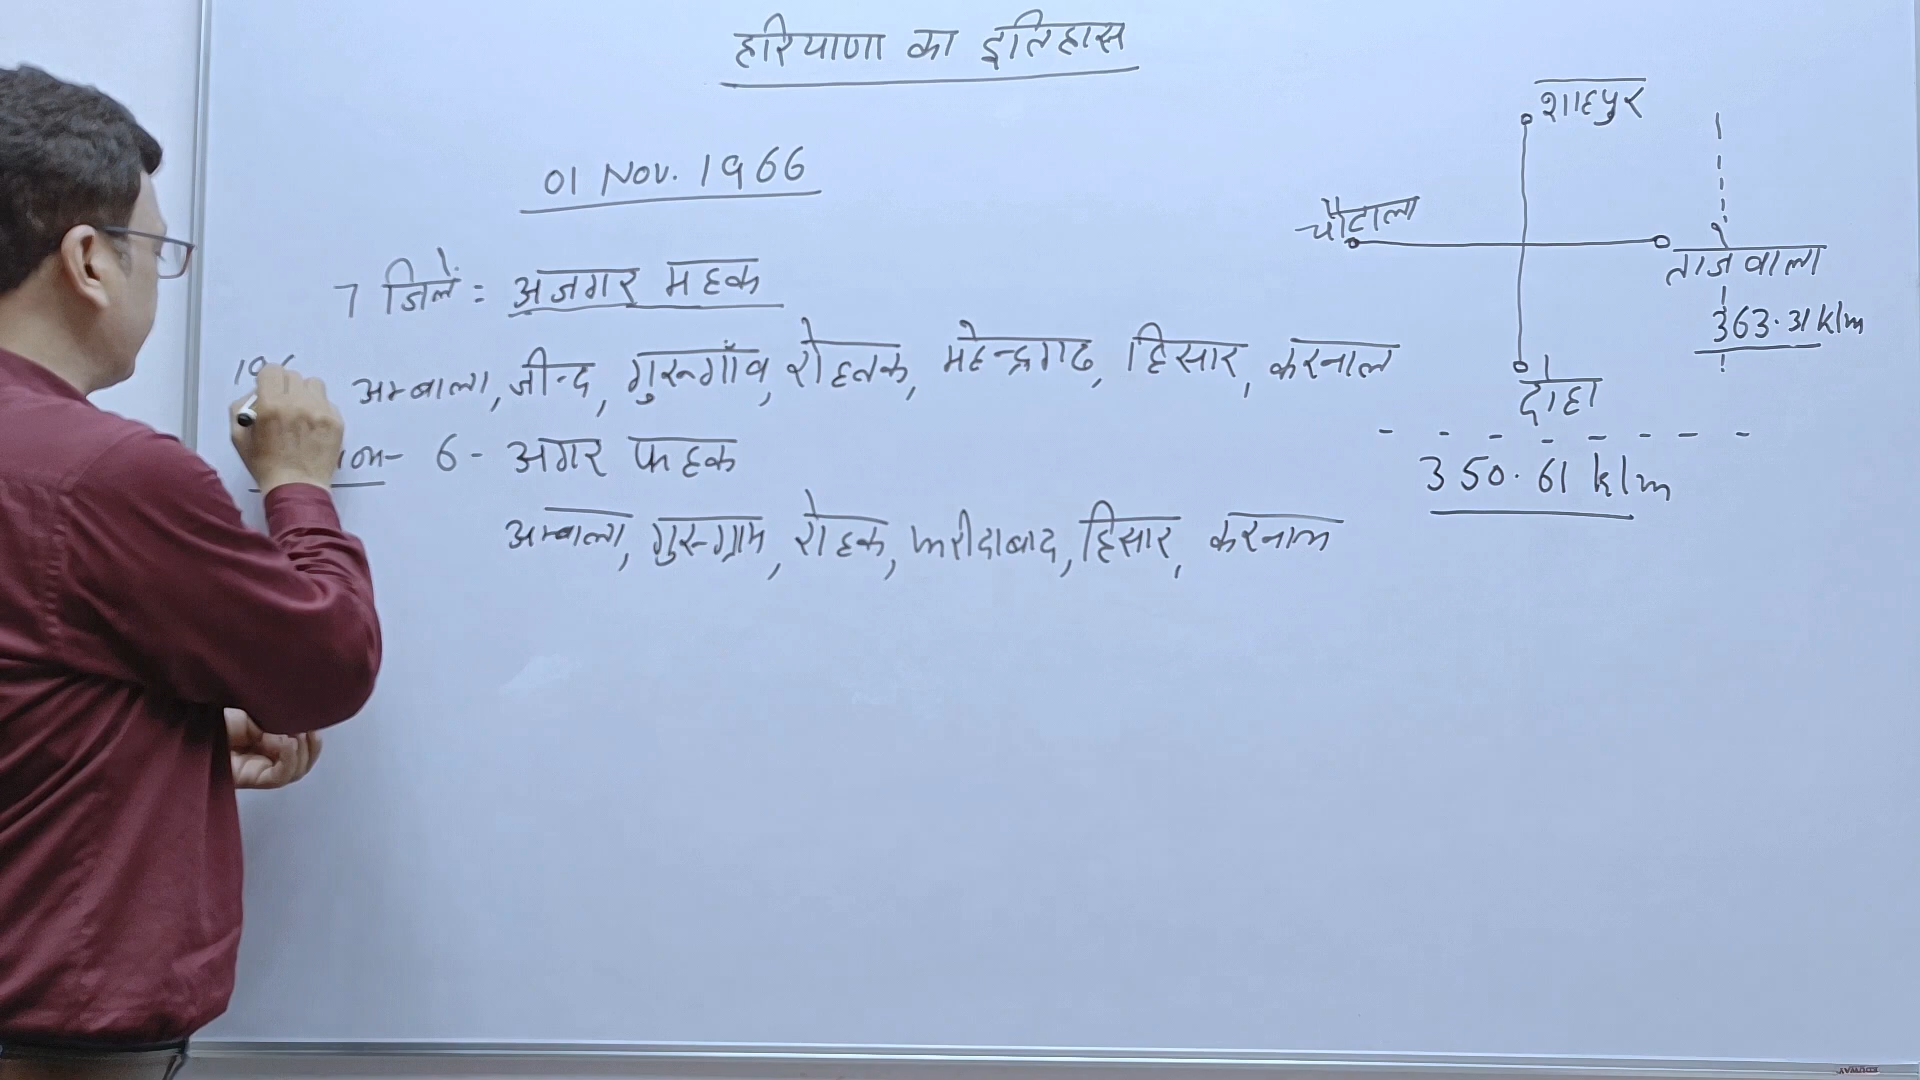 हरियाणा का इतिहास
01 Nov. 1966
7 जिले : अजगर महक
अम्बाला, जीन्द, गुरूगाँव, रोहतक, महेन्द्रगढ, हिसार, करनाल
6 - अगर फहक
अम्बाला, गुरूग्राम, रोहक, फरीदाबाद, हिसार, करनाल
शाहपुर
चौटाला
ताजेवाला
363.31 klm
दोहा
350.61 klm